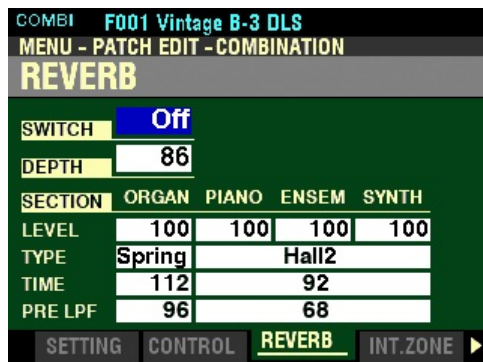 COMBI F001 Vintage B-3 DLS
MENU - PATCH EDIT - COMBINATION
REVERB
SWITCH Off
DEPTH 86
SECTION ORGAN PIANO ENSEM SYNTH
LEVEL 100 100 100 100
TYPE Spring Hall2
TIME 112 92
PRE LPF 96 68
SETTING CONTROL REVERB INT.ZONE